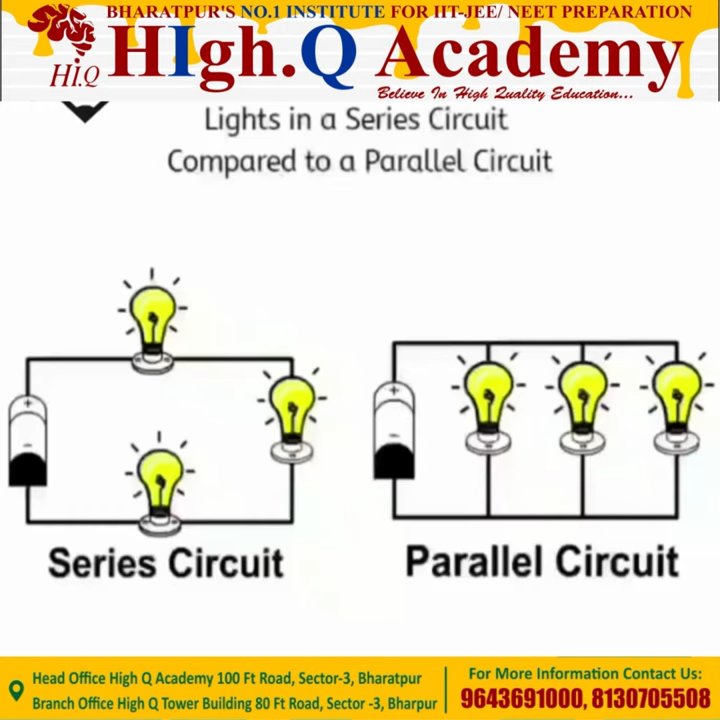 BHARATPUR'S NO.1 INSTITUTE FOR IIT-JEE/ NEET PREPARATION
Hi.Q
HIgh.Q Academy
Believe In High Quality Education...
Lights in a Series Circuit
Compared to a Parallel Circuit
+
−
+
−
Series Circuit
Parallel Circuit
Head Office High Q Academy 100 Ft Road, Sector-3, Bharatpur
Branch Office High Q Tower Building 80 Ft Road, Sector -3, Bharpur
For More Information Contact Us:
9643691000, 8130705508